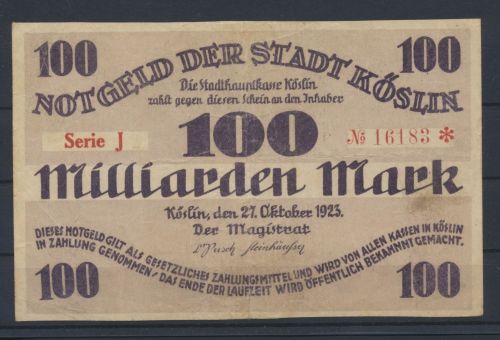 100 100
NOTGELD DER STADT KÖSLIN
Die Stadthauptkasse Köslin
zahlt gegen diesen Schein an den Inhaber
Serie J 100 № 16183 *
Milliarden Mark
Köslin, den 27. Oktober 1923.
Der Magistrat
DIESES NOTGELD GILT ALS GESETZLICHES ZAHLUNGSMITTEL UND WIRD VON ALLEN KASSEN IN KÖSLIN
IN ZAHLUNG GENOMMEN - DAS ENDE DER LAUFZEIT WIRD ÖFFENTLICH BEKANNT GEMACHT.
100 100